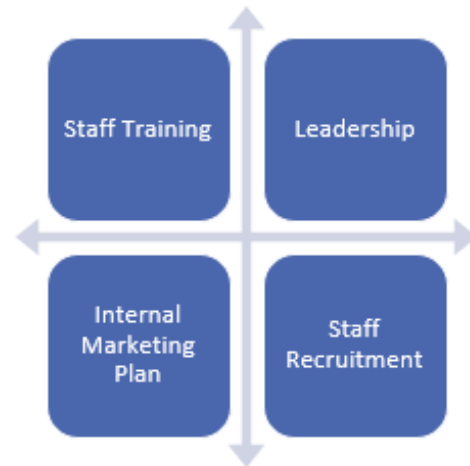 Staff Training
Leadership
Internal
Marketing
Plan
Staff
Recruitment